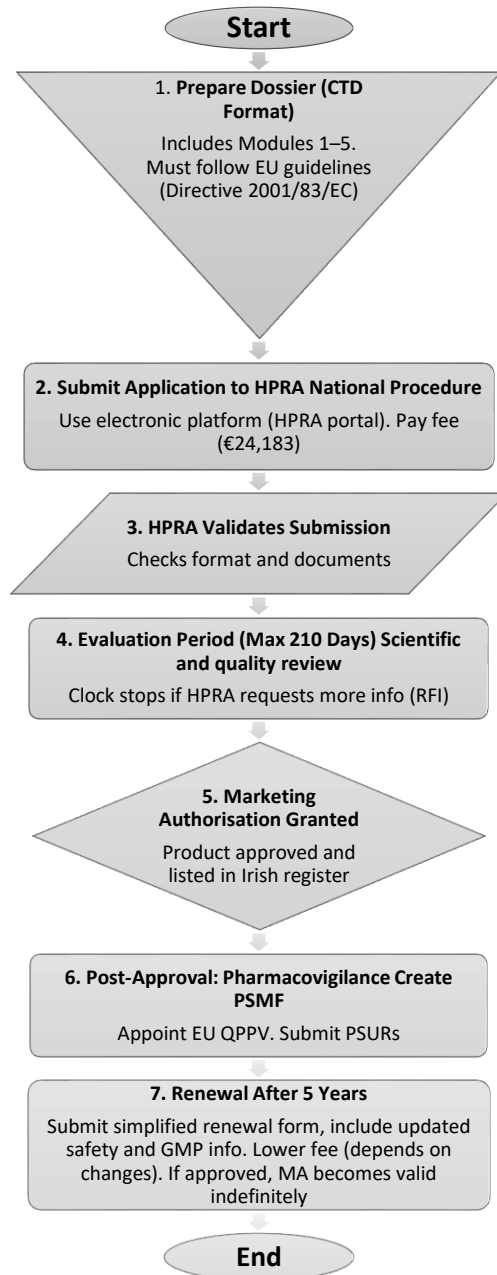 Start
1. Prepare Dossier (CTD
Format)
Includes Modules 1–5.
Must follow EU guidelines
(Directive 2001/83/EC)
2. Submit Application to HPRA National Procedure
Use electronic platform (HPRA portal). Pay fee
(€24,183)
3. HPRA Validates Submission
Checks format and documents
4. Evaluation Period (Max 210 Days) Scientific
and quality review
Clock stops if HPRA requests more info (RFI)
5. Marketing
Authorisation Granted
Product approved and
listed in Irish register
6. Post-Approval: Pharmacovigilance Create
PSMF
Appoint EU QPPV. Submit PSURs
7. Renewal After 5 Years
Submit simplified renewal form, include updated
safety and GMP info. Lower fee (depends on
changes). If approved, MA becomes valid
indefinitely
End